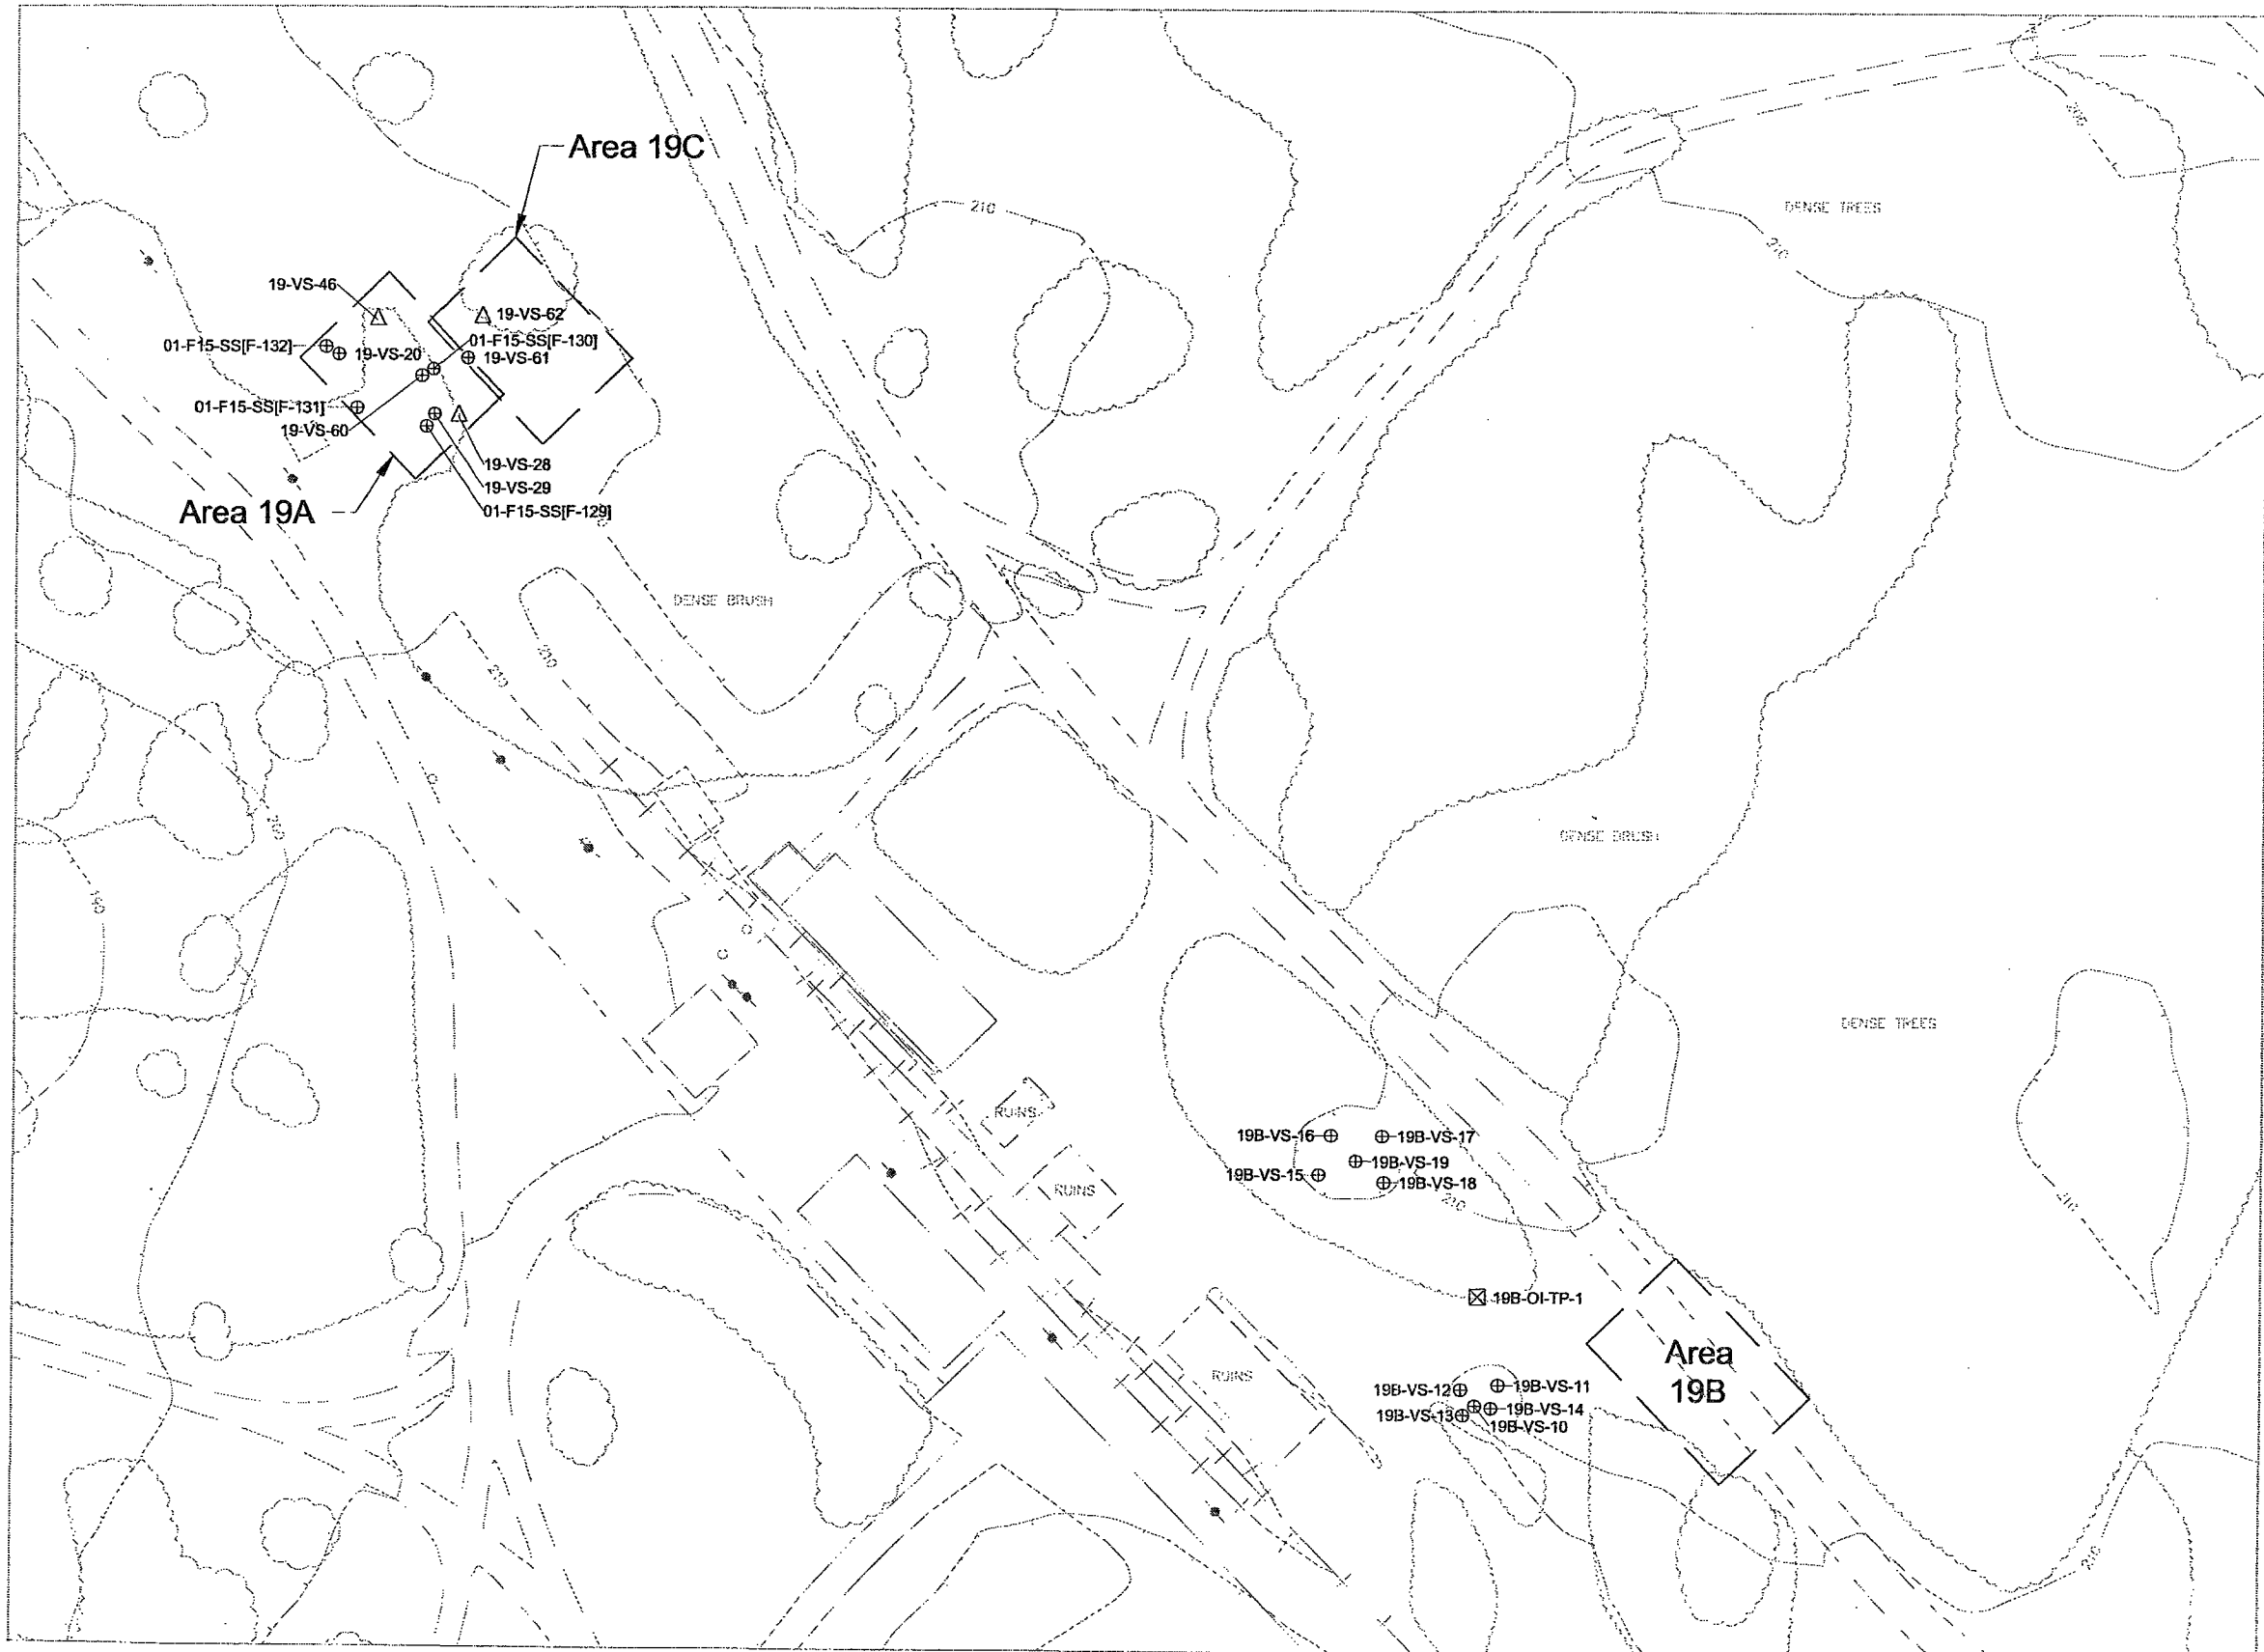 Area 19C
210
DENSE TREES
210
19-VS-46
19-VS-62
01-F15-SS[F-130]
01-F15-SS[F-132]
19-VS-20
19-VS-61
01-F15-SS[F-131]
19-VS-60
19-VS-28
19-VS-29
01-F15-SS[F-129]
Area 19A
DENSE BRUSH
210
210
DENSE BRUSH
DENSE TREES
RUINS
19B-VS-16
19B-VS-17
19B-VS-19
19B-VS-15
19B-VS-18
RUINS
210
210
19B-OI-TP-1
Area
19B
RUINS
19B-VS-12
19B-VS-11
19B-VS-14
19B-VS-13
19B-VS-10
210